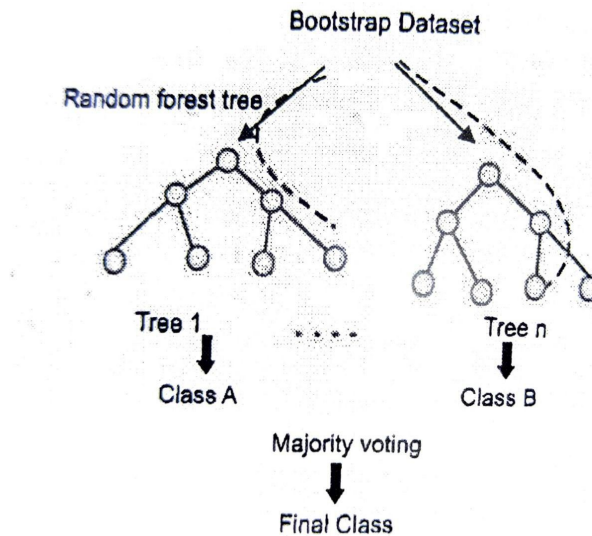 Bootstrap Dataset
Random forest tree
Tree 1
.....
Tree n
Class A
Class B
Majority voting
Final Class